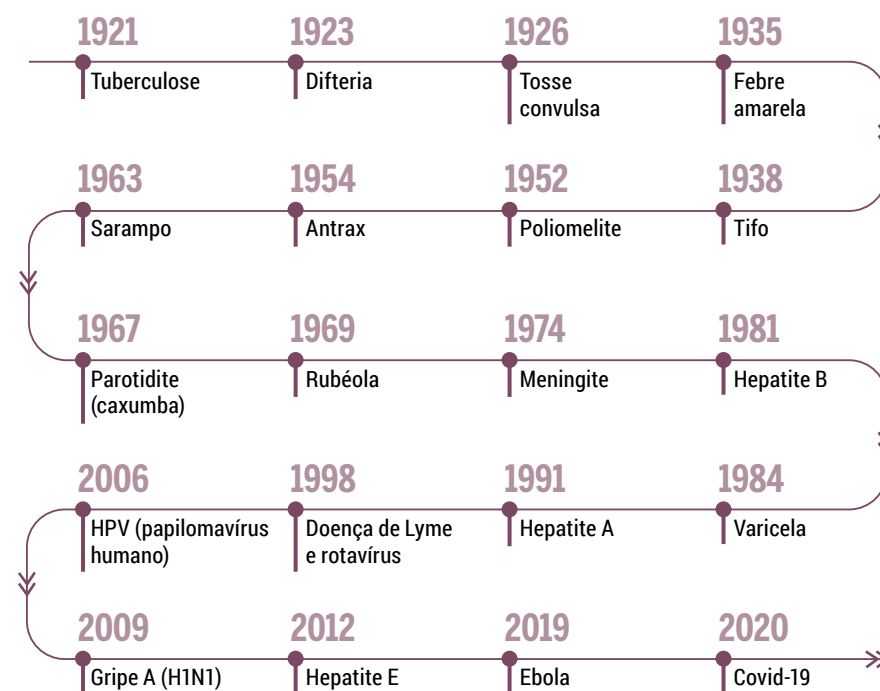 1921
Tuberculose
1923
Difteria
1926
Tosse
convulsa
1935
Febre
amarela
1938
Tifo
1952
Poliomelite
1954
Antrax
1963
Sarampo
1967
Parotidite
(caxumba)
1969
Rubéola
1974
Meningite
1981
Hepatite B
1984
Varicela
1991
Hepatite A
1998
Doença de Lyme
e rotavírus
2006
HPV (papilomavírus
humano)
2009
Gripe A (H1N1)
2012
Hepatite E
2019
Ebola
2020
Covid-19